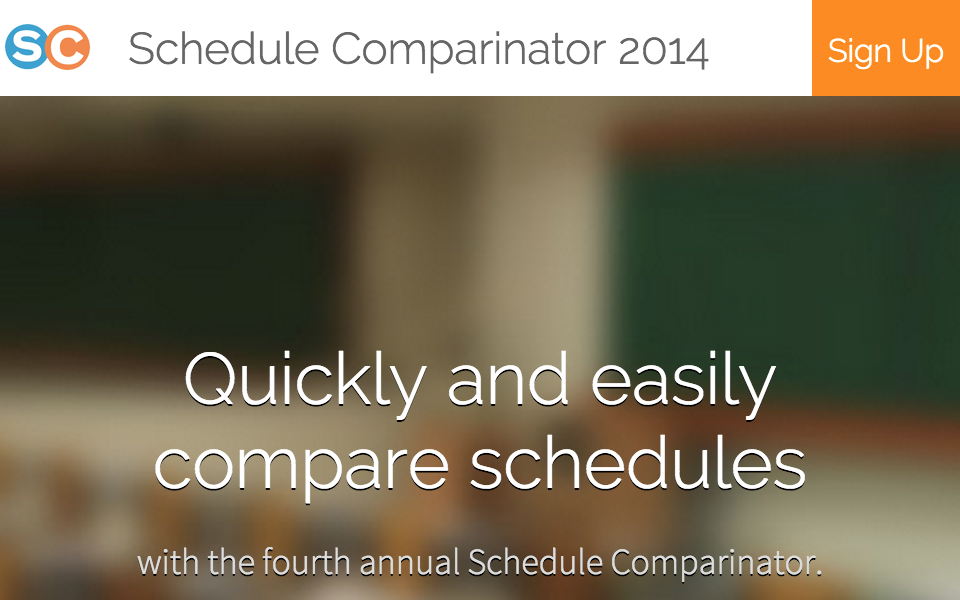 SC Schedule Comparinator 2014 Sign Up
Quickly and easily
compare schedules
with the fourth annual Schedule Comparinator.